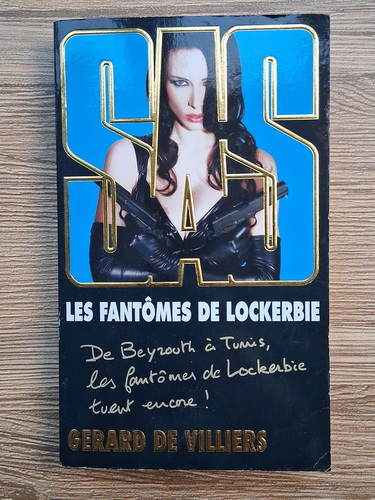 SAS
LES FANTÔMES DE LOCKERBIE
De Beyrouth à Tunis,
les fantômes de Lockerbie
tuent encore !
GERARD DE VILLIERS